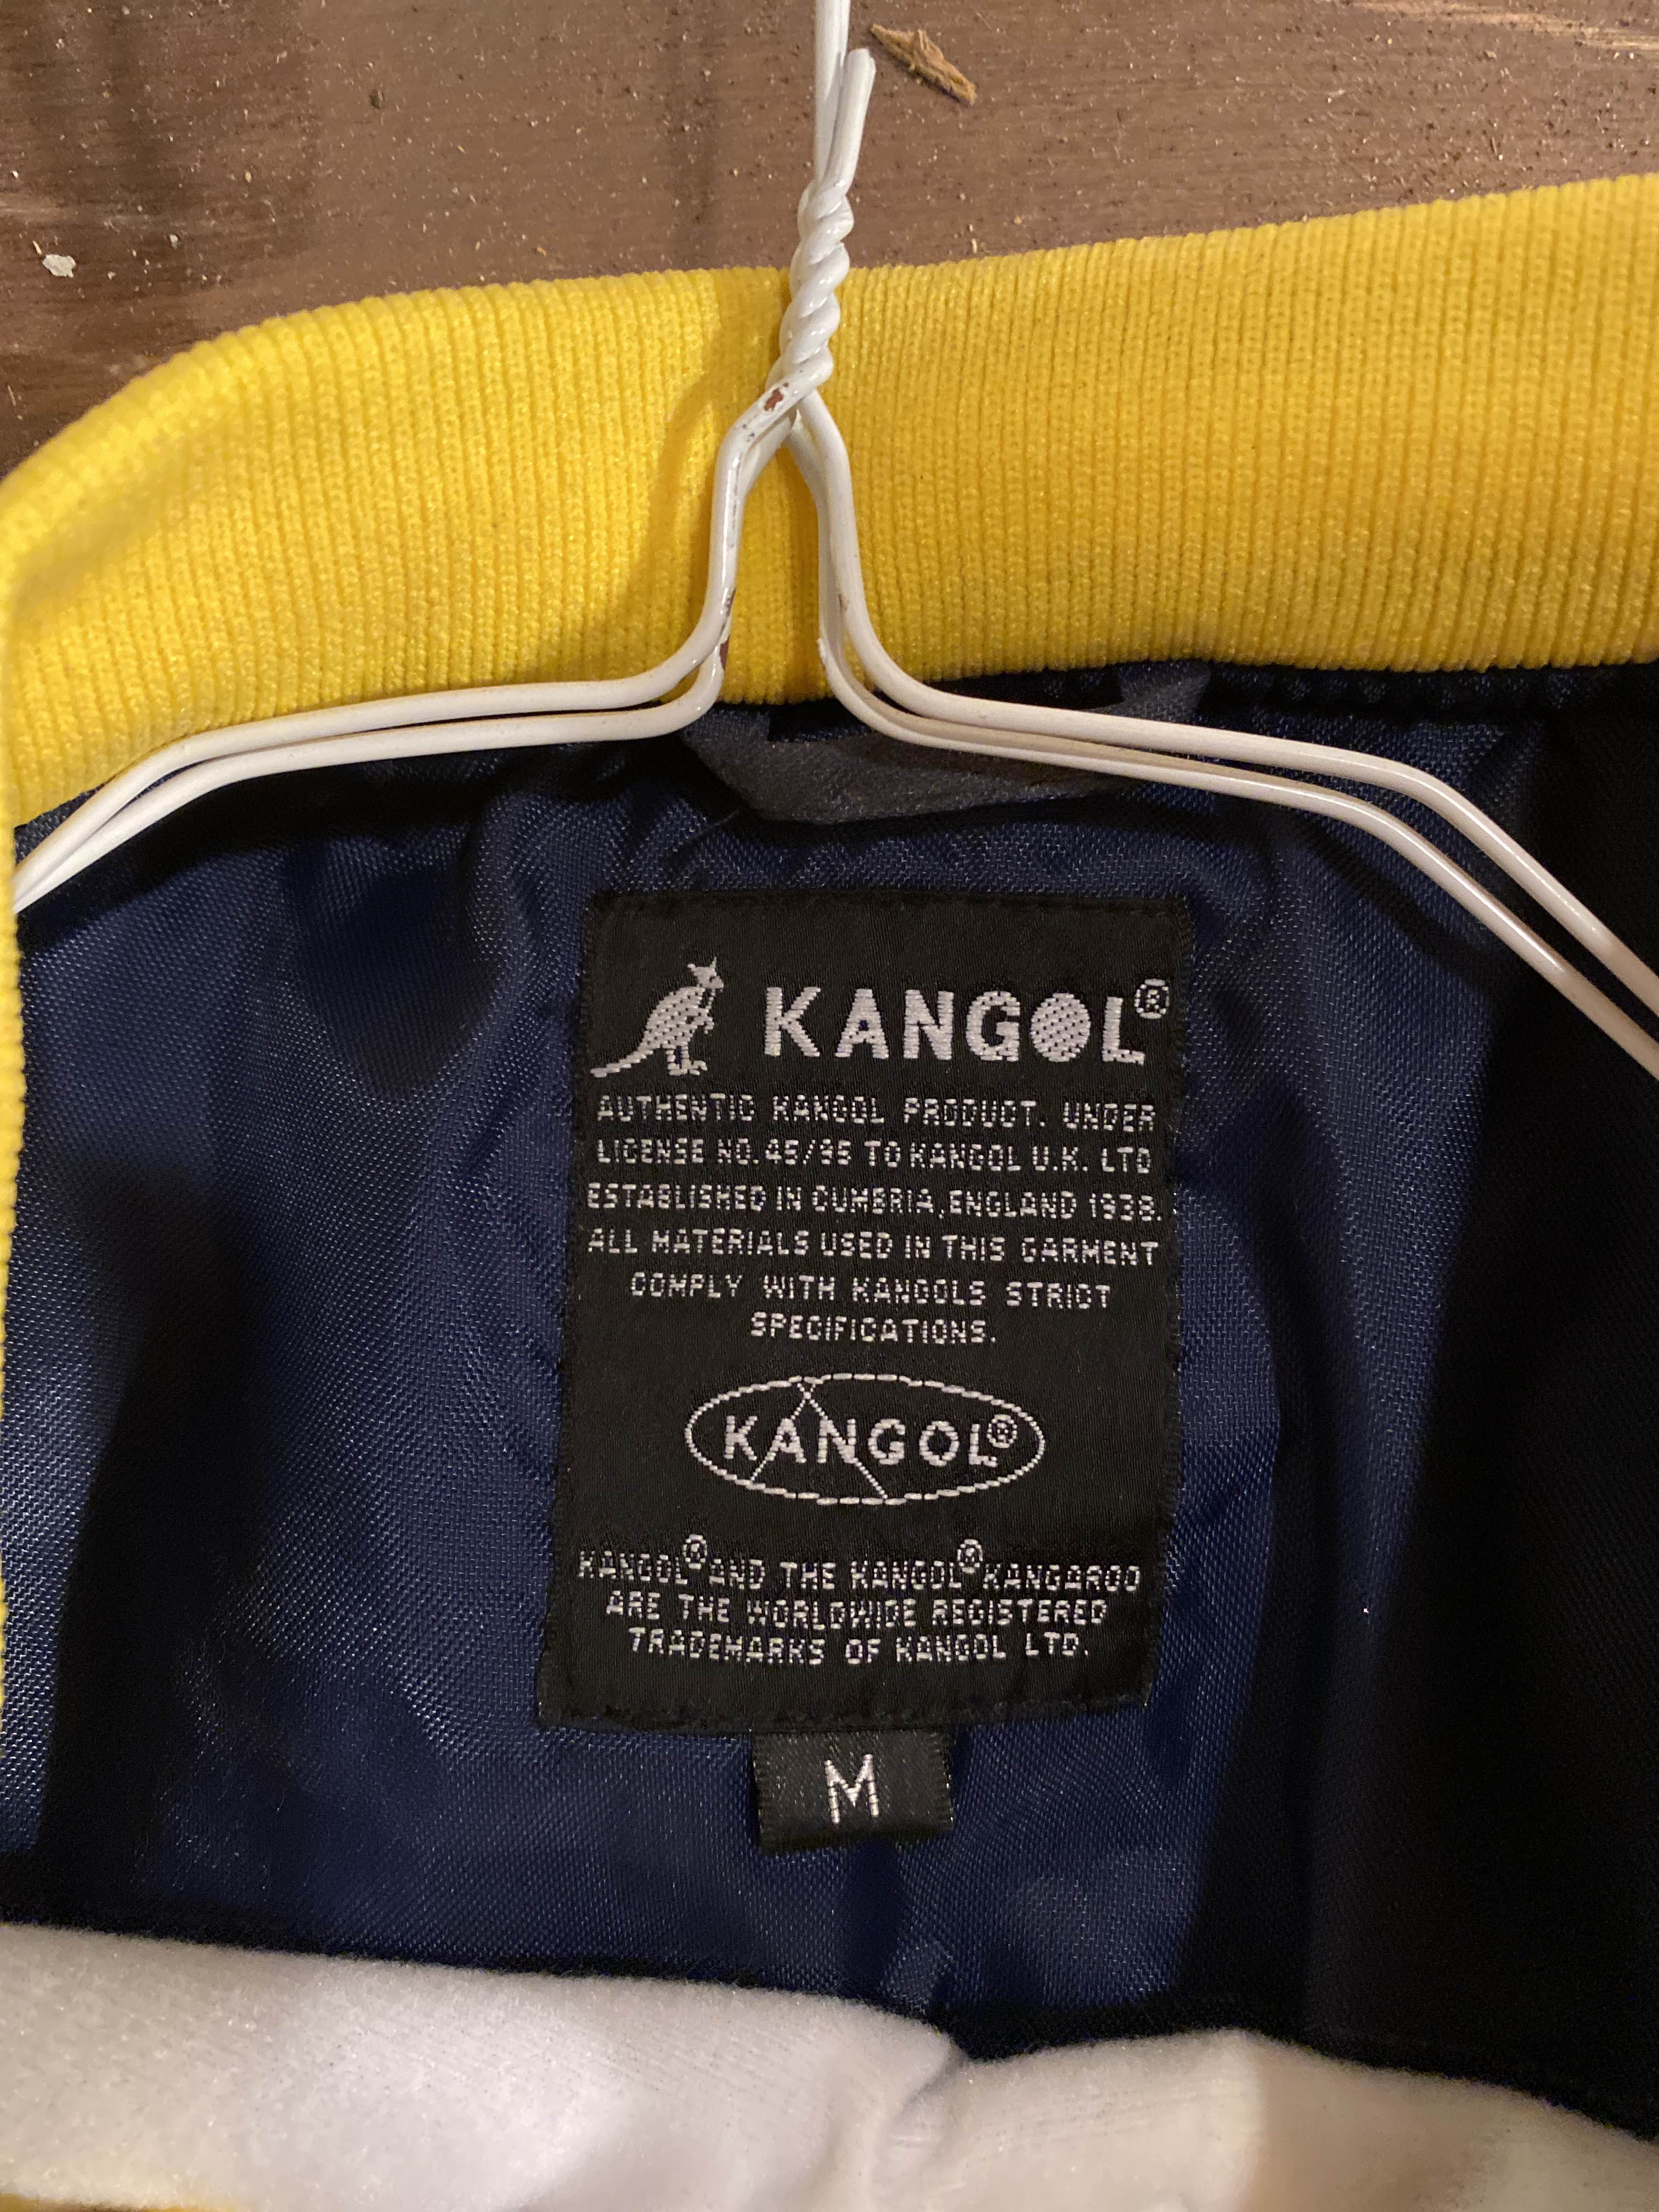 KANGOL®
AUTHENTIC KANGOL PRODUCT. UNDER
LICENSE NO. 45/95 TO KANGOL U.K. LTD
ESTABLISHED IN CUMBRIA, ENGLAND 1938.
ALL MATERIALS USED IN THIS GARMENT
COMPLY WITH KANGOLS STRICT
SPECIFICATIONS.
KANGOL®
KANGOL® AND THE KANGOL® KANGAROO
ARE THE WORLDWIDE REGISTERED
TRADEMARKS OF KANGOL LTD.
M